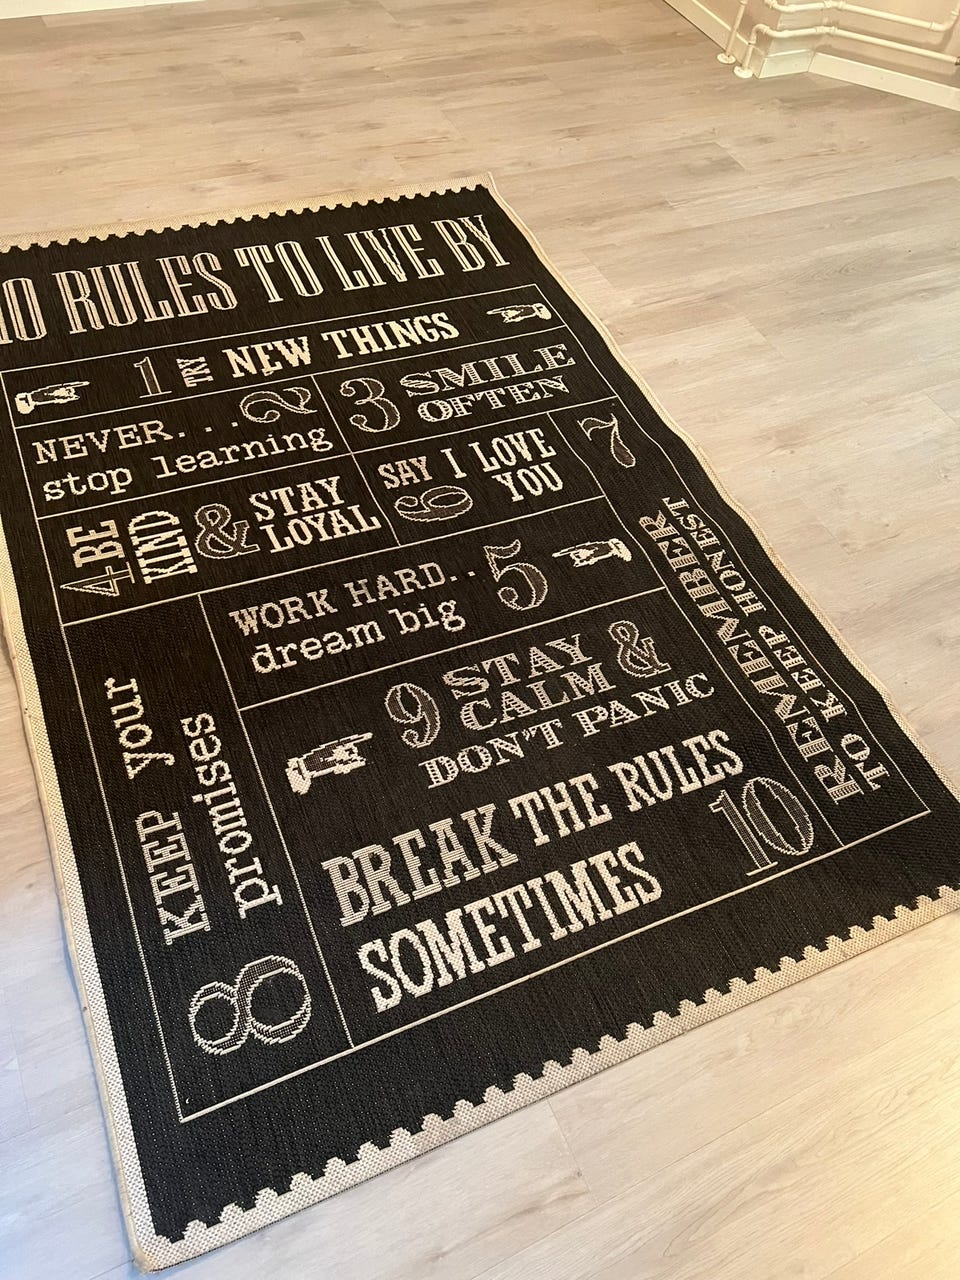 10 RULES TO LIVE BY
1 TRY NEW THINGS
NEVER... 2
stop learning
3 SMILE
OFTEN
4 BE
KIND
& STAY
LOYAL
SAY I LOVE
6 YOU
7 REMEMBER
TO KEEP HONEST
WORK HARD.. 5
dream big
8 KEEP your
promises
9 STAY
CALM &
DON'T PANIC
BREAK THE RULES
SOMETIMES 10